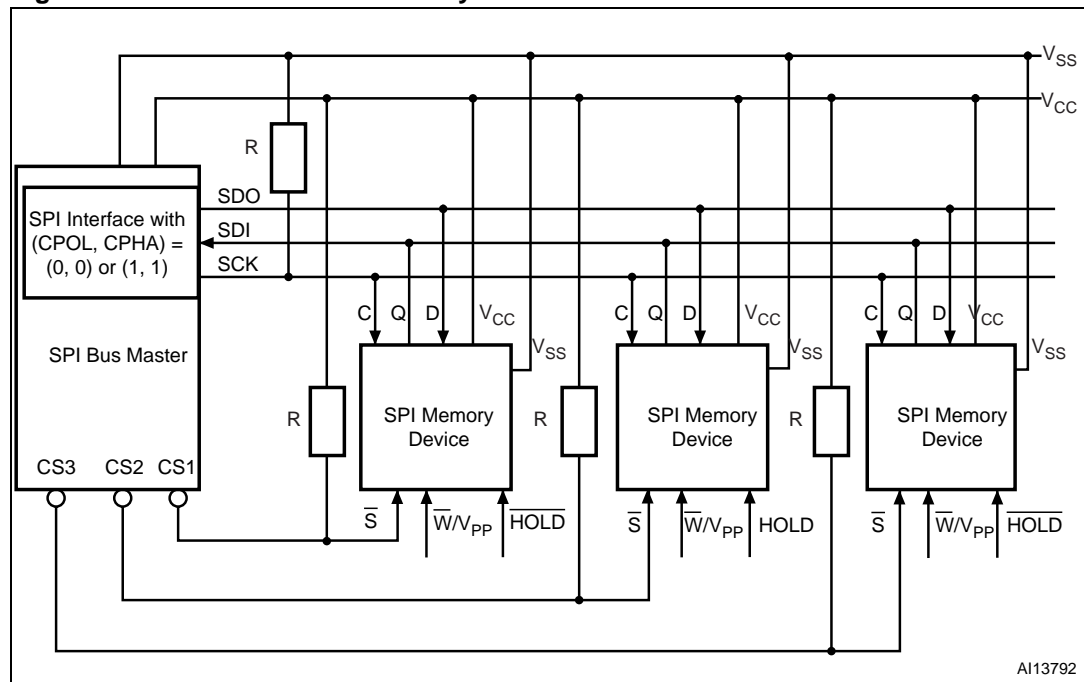 V_SS
V_CC
R
SDO
SDI
SCK
SPI Interface with
(CPOL, CPHA) =
(0, 0) or (1, 1)
SPI Bus Master
C Q D V_CC V_SS
C Q D V_CC V_SS
C Q D V_CC V_SS
R
SPI Memory
Device
R
SPI Memory
Device
R
SPI Memory
Device
CS3 CS2 CS1
S̅ W̅/V_PP H̅O̅L̅D̅
S̅ W̅/V_PP HOLD
S̅ W̅/V_PP H̅O̅L̅D̅
AI13792